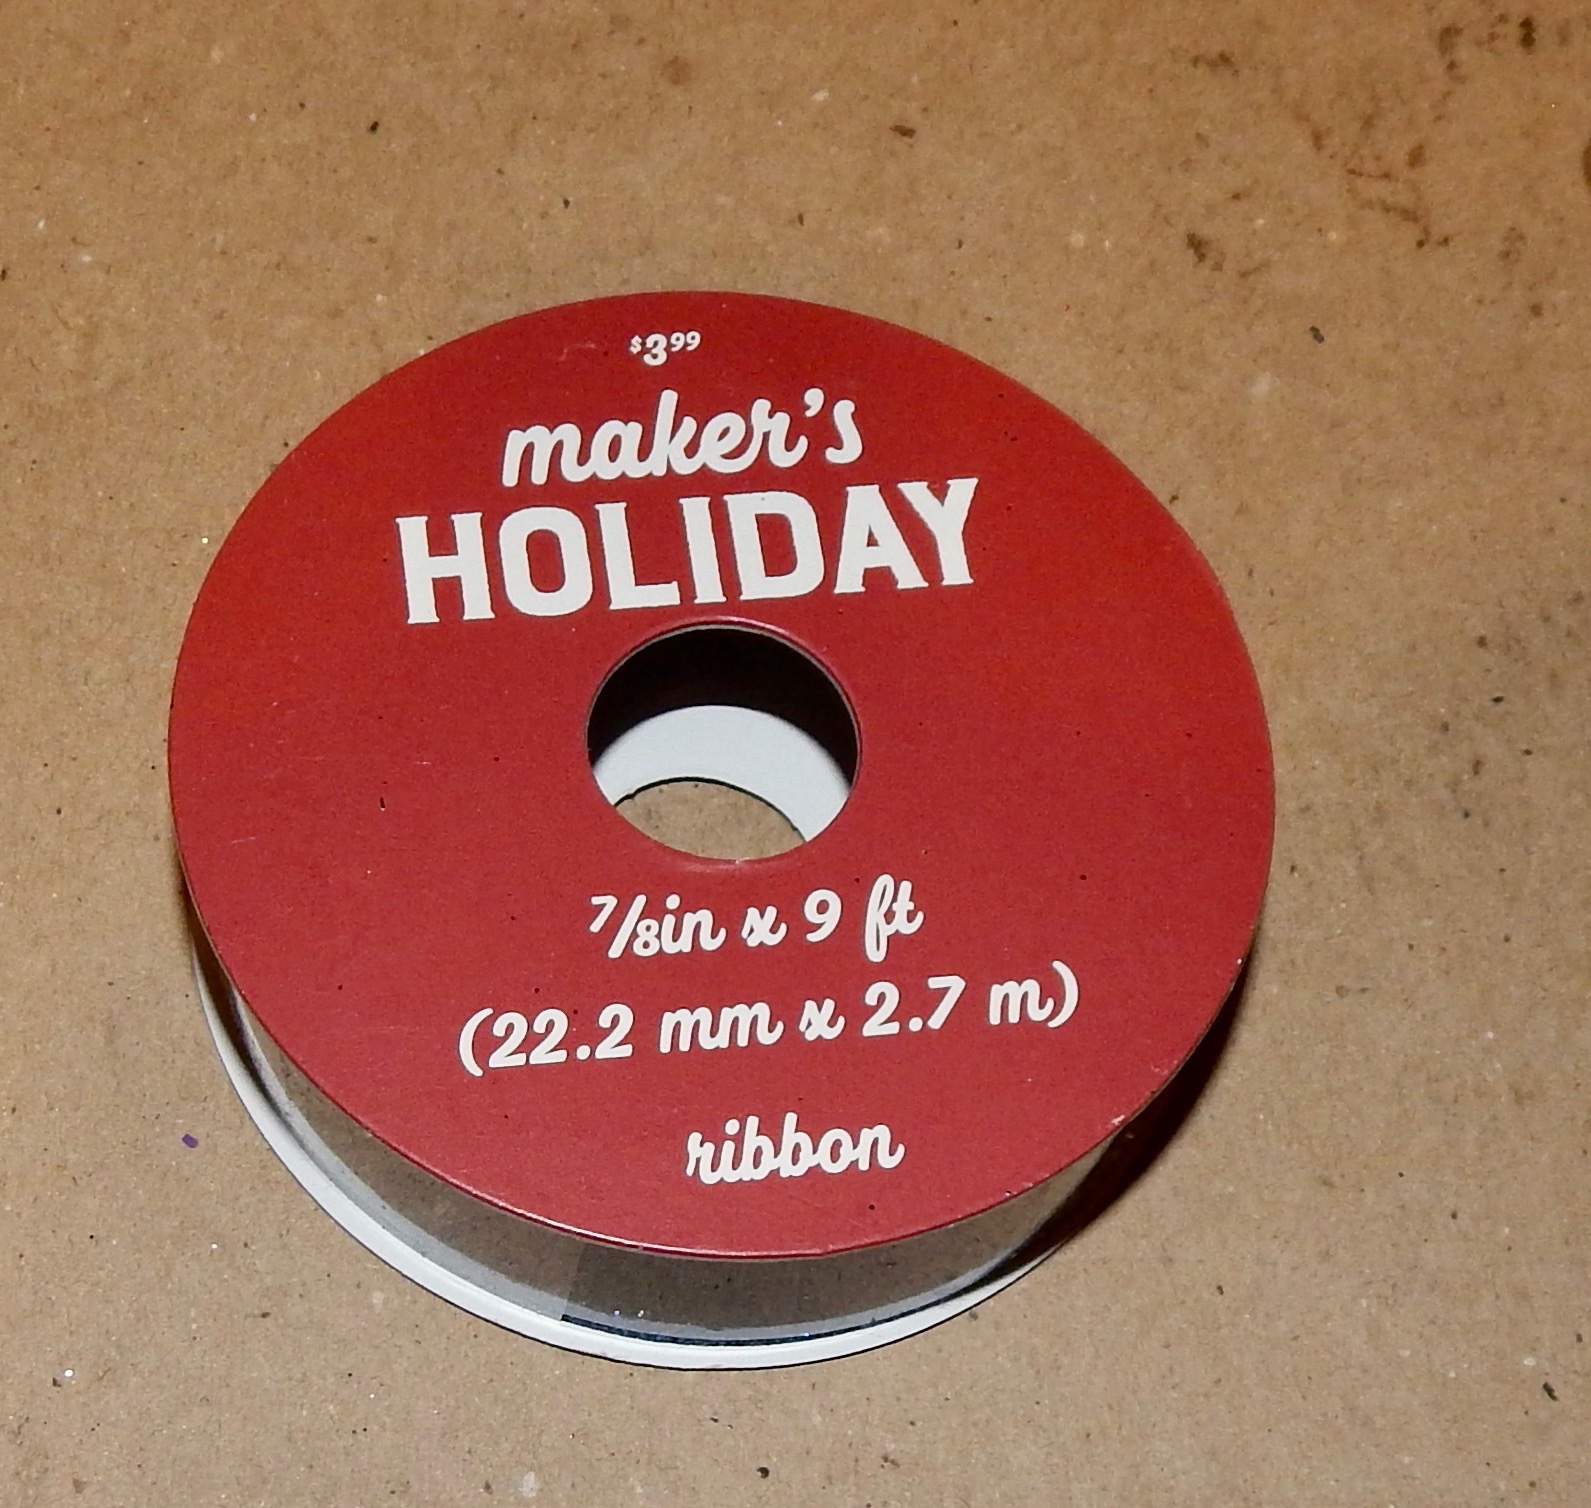 $3.99
maker's
HOLIDAY
7/8in x 9 ft
(22.2 mm x 2.7 m)
ribbon